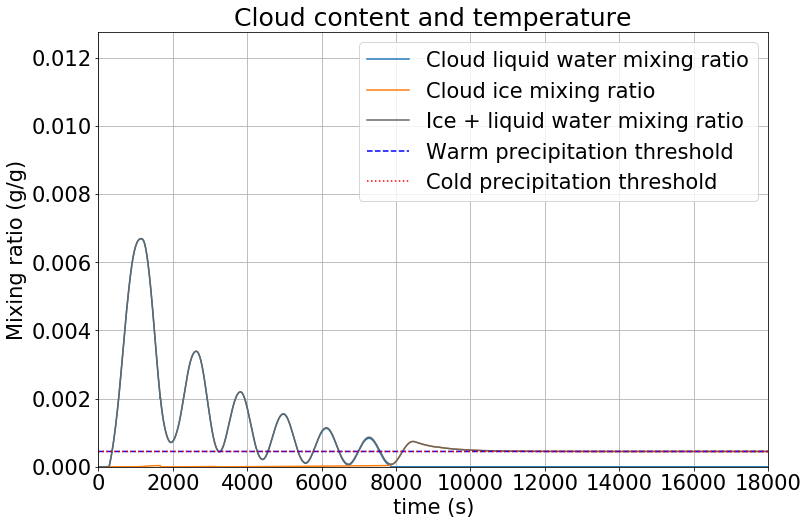 Cloud content and temperature
Cloud liquid water mixing ratio
Cloud ice mixing ratio
Ice + liquid water mixing ratio
Warm precipitation threshold
Cold precipitation threshold
Mixing ratio (g/g)
0.012
0.010
0.008
0.006
0.004
0.002
0.000
0 2000 4000 6000 8000 10000 12000 14000 16000 18000
time (s)